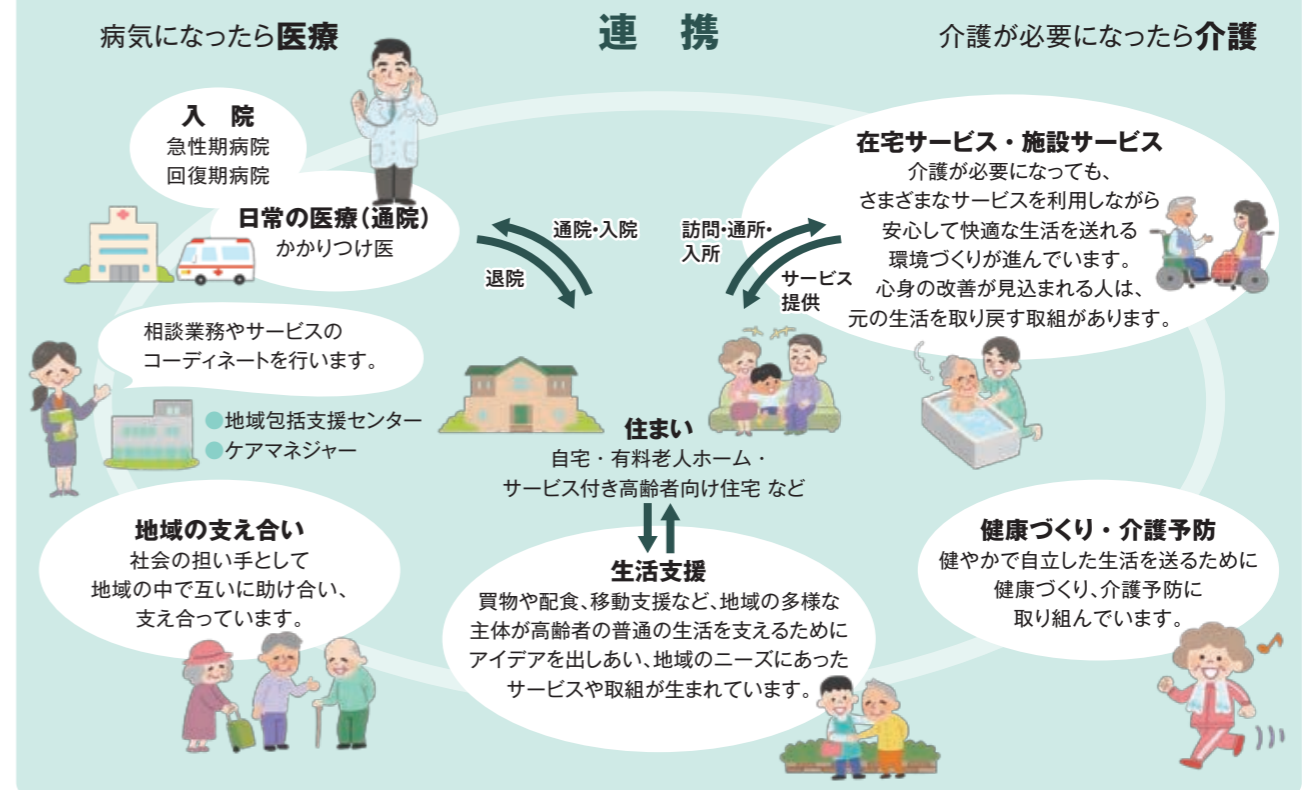 病気になったら医療
連 携
介護が必要になったら介護
入 院
急性期病院
回復期病院
日常の医療(通院)
かかりつけ医
通院・入院
退院
訪問・通所・
入所
サービス
提供
在宅サービス・施設サービス
介護が必要になっても、
さまざまなサービスを利用しながら
安心して快適な生活を送れる
環境づくりが進んでいます。
心身の改善が見込まれる人は、
元の生活を取り戻す取組があります。
相談業務やサービスの
コーディネートを行います。
●地域包括支援センター
●ケアマネジャー
住まい
自宅・有料老人ホーム・
サービス付き高齢者向け住宅 など
地域の支え合い
社会の担い手として
地域の中で互いに助け合い、
支え合っています。
生活支援
買物や配食、移動支援など、地域の多様な
主体が高齢者の普通の生活を支えるために
アイデアを出しあい、地域のニーズにあった
サービスや取組が生まれています。
健康づくり・介護予防
健やかで自立した生活を送るために
健康づくり、介護予防に
取り組んでいます。